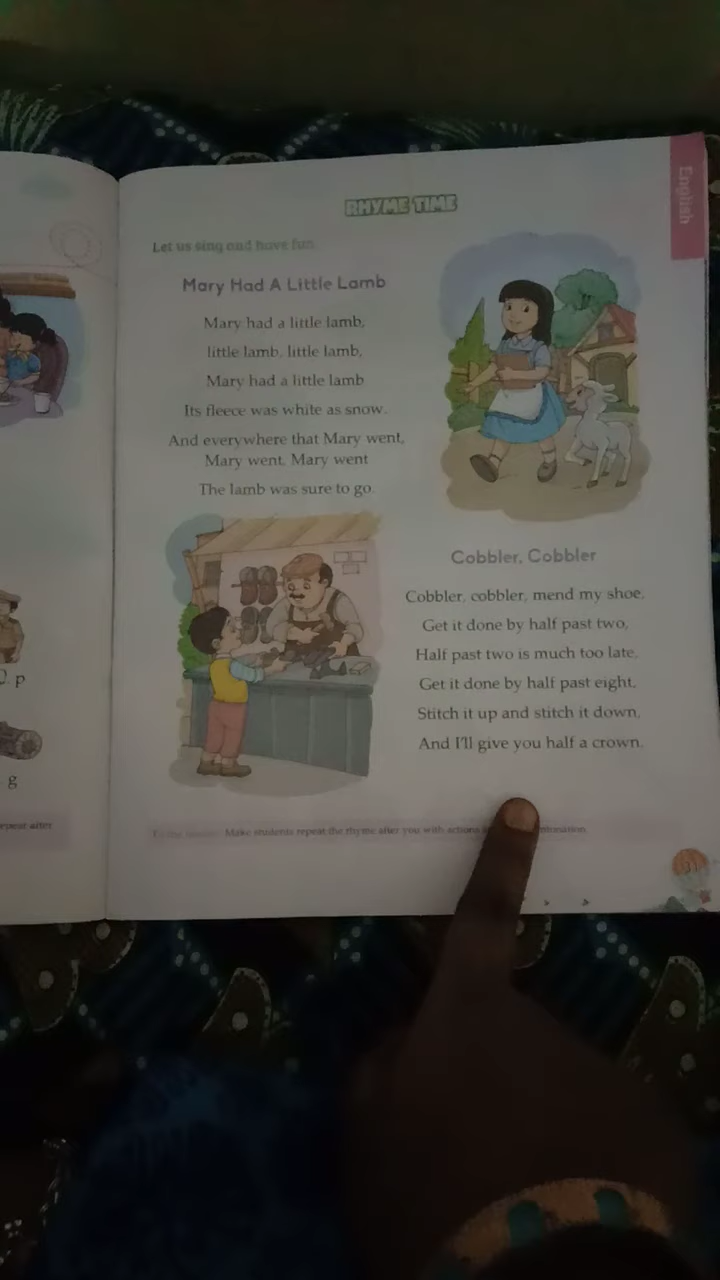 English
RHYME TIME
Let us sing and have fun.
Mary Had A Little Lamb
Mary had a little lamb,
little lamb, little lamb,
Mary had a little lamb
Its fleece was white as snow.
And everywhere that Mary went,
Mary went, Mary went
The lamb was sure to go.
Cobbler, Cobbler
Cobbler, cobbler, mend my shoe.
Get it done by half past two,
Half past two is much too late,
Get it done by half past eight,
Stitch it up and stitch it down,
And I'll give you half a crown.
p
g
repeat after
Make students repeat the rhyme after you with actions
31